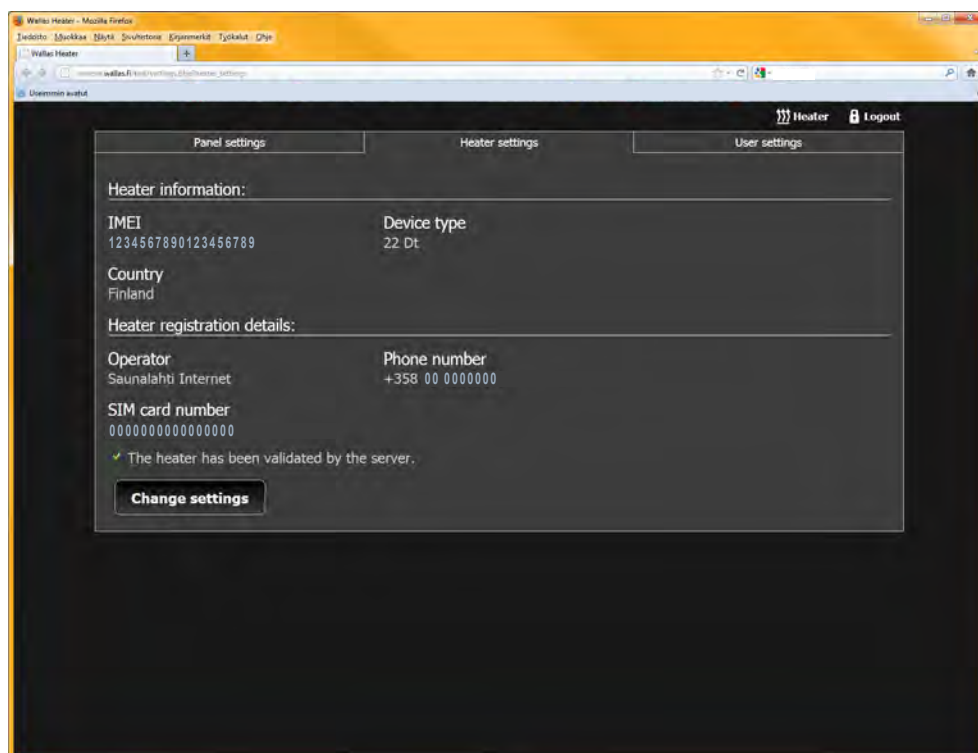 Wallas Heater - Mozilla Firefox
Tiedosto Muokkaa Näytä Sivuhistoria Kirjanmerkit Työkalut Ohje
Wallas Heater +
wallas.fi
Useimmin avatut
Heater Logout
Panel settings Heater settings User settings
Heater information:
IMEI Device type
1234567890123456789 22 Dt
Country
Finland
Heater registration details:
Operator Phone number
Saunalahti Internet +358 00 0000000
SIM card number
0000000000000000
The heater has been validated by the server.
Change settings